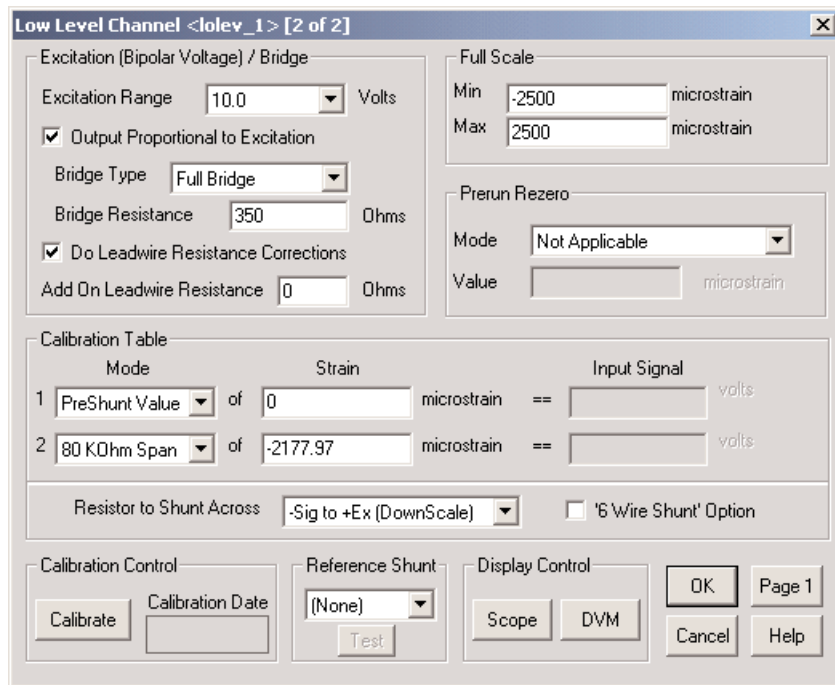 Low Level Channel <lolev_1> [2 of 2]
Excitation (Bipolar Voltage) / Bridge
Excitation Range 10.0 Volts
Output Proportional to Excitation
Bridge Type Full Bridge
Bridge Resistance 350 Ohms
Do Leadwire Resistance Corrections
Add On Leadwire Resistance 0 Ohms
Full Scale
Min -2500 microstrain
Max 2500 microstrain
Prerun Rezero
Mode Not Applicable
Value microstrain
Calibration Table
Mode Strain Input Signal
1 PreShunt Value of 0 microstrain == volts
2 80 KOhm Span of -2177.97 microstrain == volts
Resistor to Shunt Across -Sig to +Ex (DownScale) '6 Wire Shunt' Option
Calibration Control
Calibrate Calibration Date
Reference Shunt
(None)
Test
Display Control
Scope DVM
OK Page 1
Cancel Help